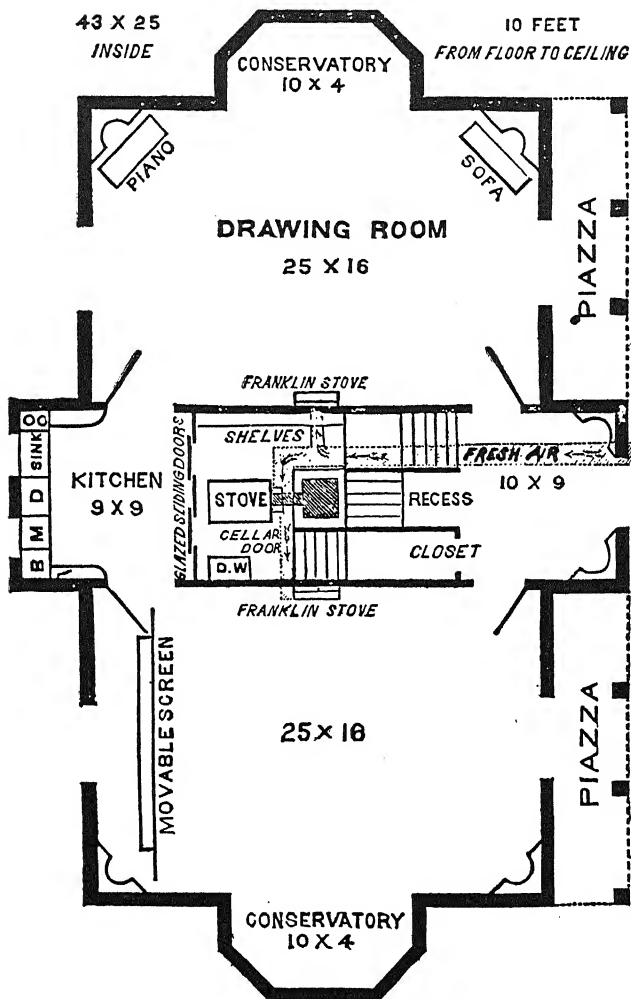 43 X 25
INSIDE
10 FEET
FROM FLOOR TO CEILING
CONSERVATORY
10 X 4
PIANO
SOFA
DRAWING ROOM
25 X 16
PIAZZA
FRANKLIN STOVE
SHELVES
GLAZED SLIDING DOORS
FRESH AIR
10 X 9
KITCHEN
9 X 9
SINK
D
M
B
STOVE
RECESS
CELLAR
DOOR
CLOSET
D.W
FRANKLIN STOVE
MOVABLE SCREEN
25 X 16
PIAZZA
CONSERVATORY
10 X 4